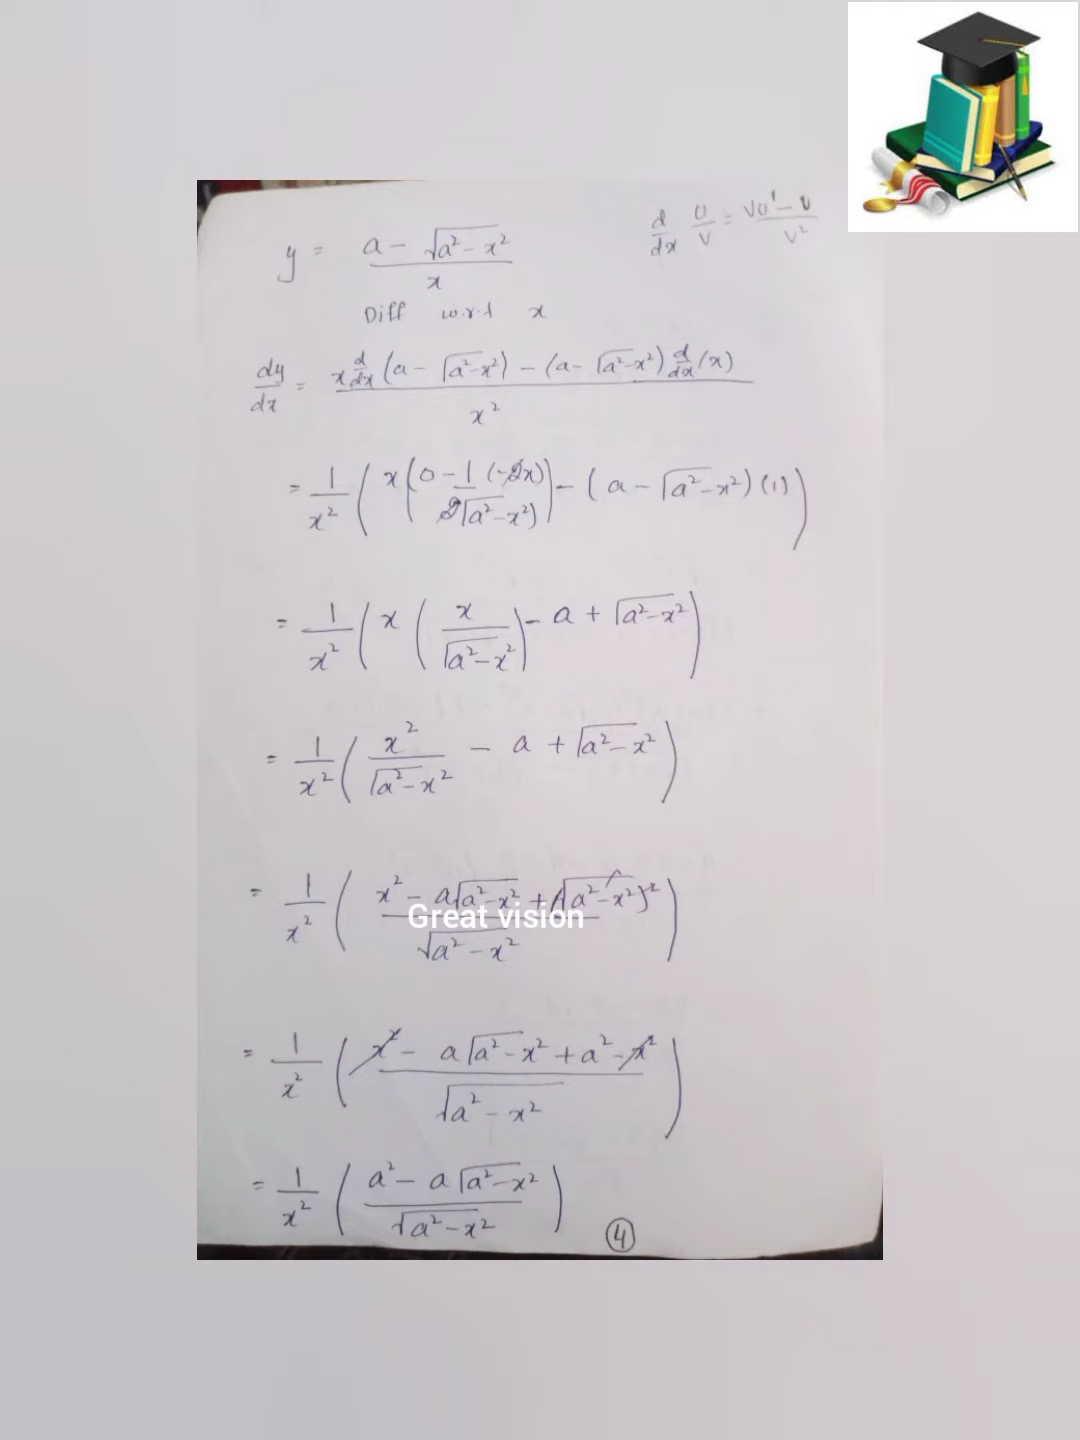 y = a - √(a² - x²) / x
d/dx U/V = VU' - U / V²
Diff w.r.t x
dy/dx = x d/dx (a - √(a² - x²)) - (a - √(a² - x²)) d/dx (x) / x²
= 1/x² ( x (0 - 1 (-2x) / 2√(a² - x²)) - (a - √(a² - x²)) (1) )
= 1/x² ( x ( x / √(a² - x²) ) - a + √(a² - x²) )
= 1/x² ( x² / √(a² - x²) - a + √(a² - x²) )
= 1/x² ( x² - a√(a² - x²) + (√(a² - x²))² / √(a² - x²) )
Great vision
= 1/x² ( x² - a√(a² - x²) + a² - x² / √(a² - x²) )
= 1/x² ( a² - a√(a² - x²) / √(a² - x²) )
4